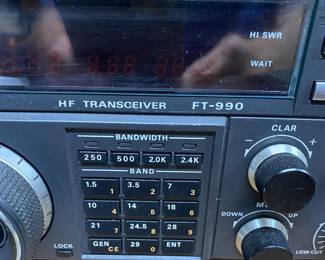 HI SWR
WAIT
HF TRANSCEIVER FT-990
BANDWIDTH
250 500 2.0K 2.4K
BAND
1.5 1 3.5 2 7 3
10 4 14 5 18 6
21 7 24.5 8 28 9
GEN CE 29 0 ENT
LOCK
CLAR
- +
DOWN UP
LOW CUT